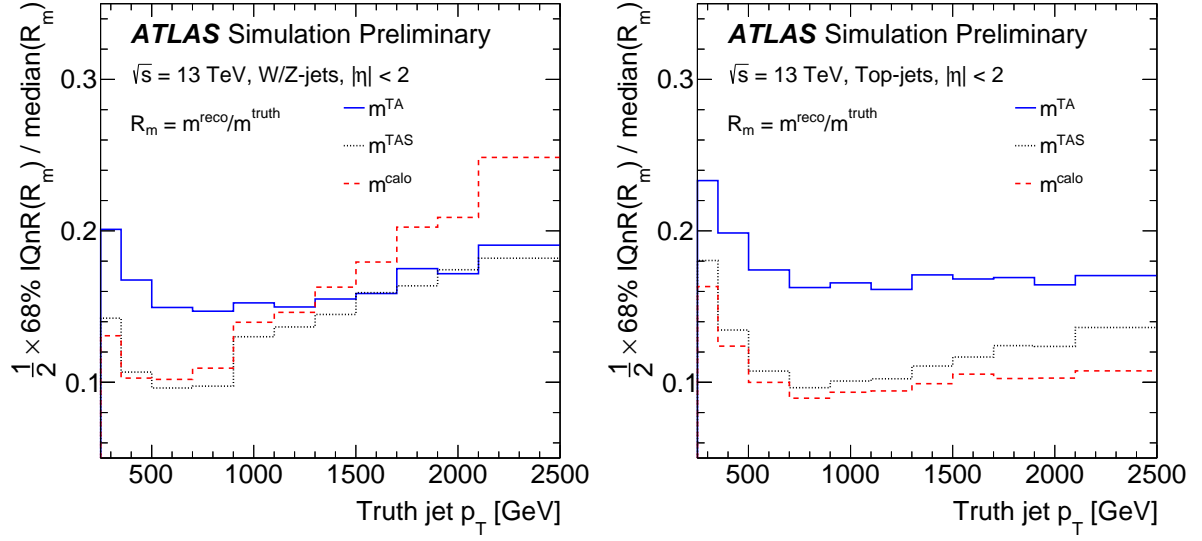 ATLAS Simulation Preliminary
√s = 13 TeV, W/Z-jets, |η| < 2
R_m = m^reco/m^truth
m^TA
m^TAS
m^calo
½ × 68% IQnR(R_m) / median(R_m)
0.3
0.2
0.1
500 1000 1500 2000 2500
Truth jet p_T [GeV]
ATLAS Simulation Preliminary
√s = 13 TeV, Top-jets, |η| < 2
R_m = m^reco/m^truth
m^TA
m^TAS
m^calo
½ × 68% IQnR(R_m) / median(R_m)
0.3
0.2
0.1
500 1000 1500 2000 2500
Truth jet p_T [GeV]